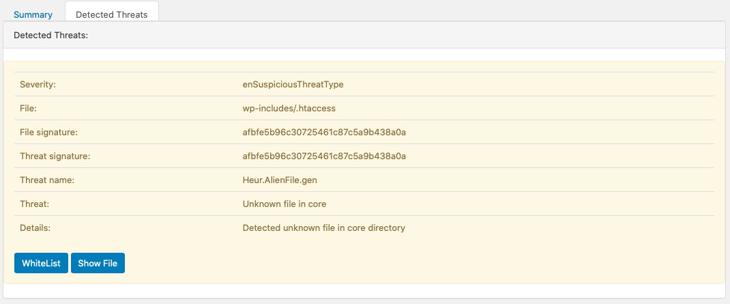 Summary
Detected Threats
Detected Threats:
Severity: enSuspiciousThreatType
File: wp-includes/.htaccess
File signature: afbfe5b96c30725461c87c5a9b438a0a
Threat signature: afbfe5b96c30725461c87c5a9b438a0a
Threat name: Heur.AlienFile.gen
Threat: Unknown file in core
Details: Detected unknown file in core directory
WhiteList Show File